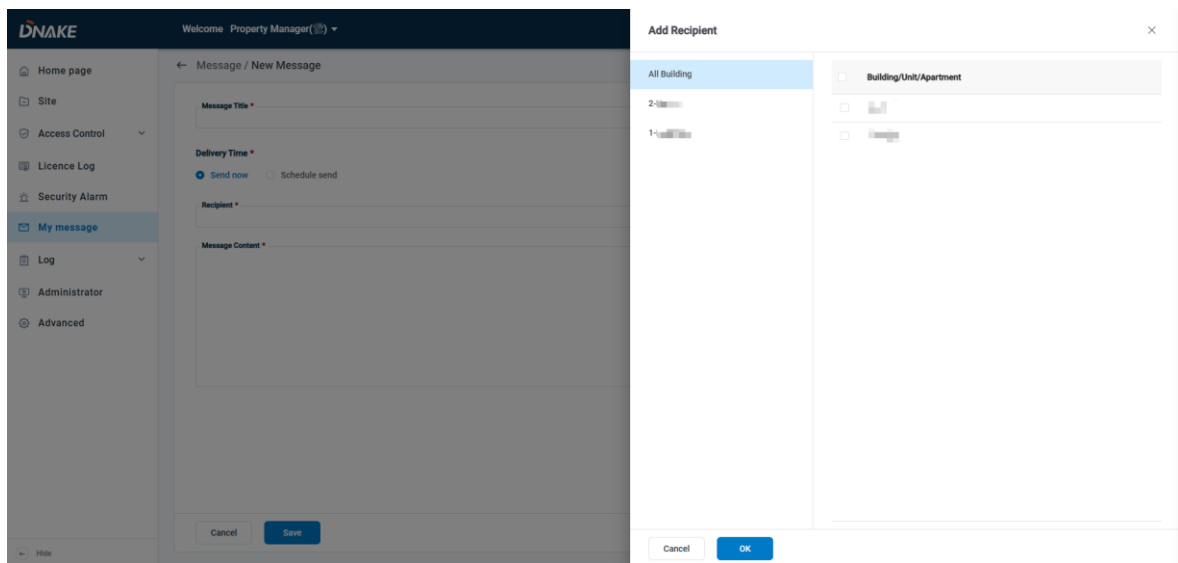 DNAKE
Welcome Property Manager(
Home page
Site
Access Control
Licence Log
Security Alarm
My message
Log
Administrator
Advanced
Hide
Message / New Message
Message Title *
Delivery Time *
Send now
Schedule send
Recipient *
Message Content *
Cancel
Save
Add Recipient
All Building
2-
1-
Building/Unit/Apartment
Cancel
OK